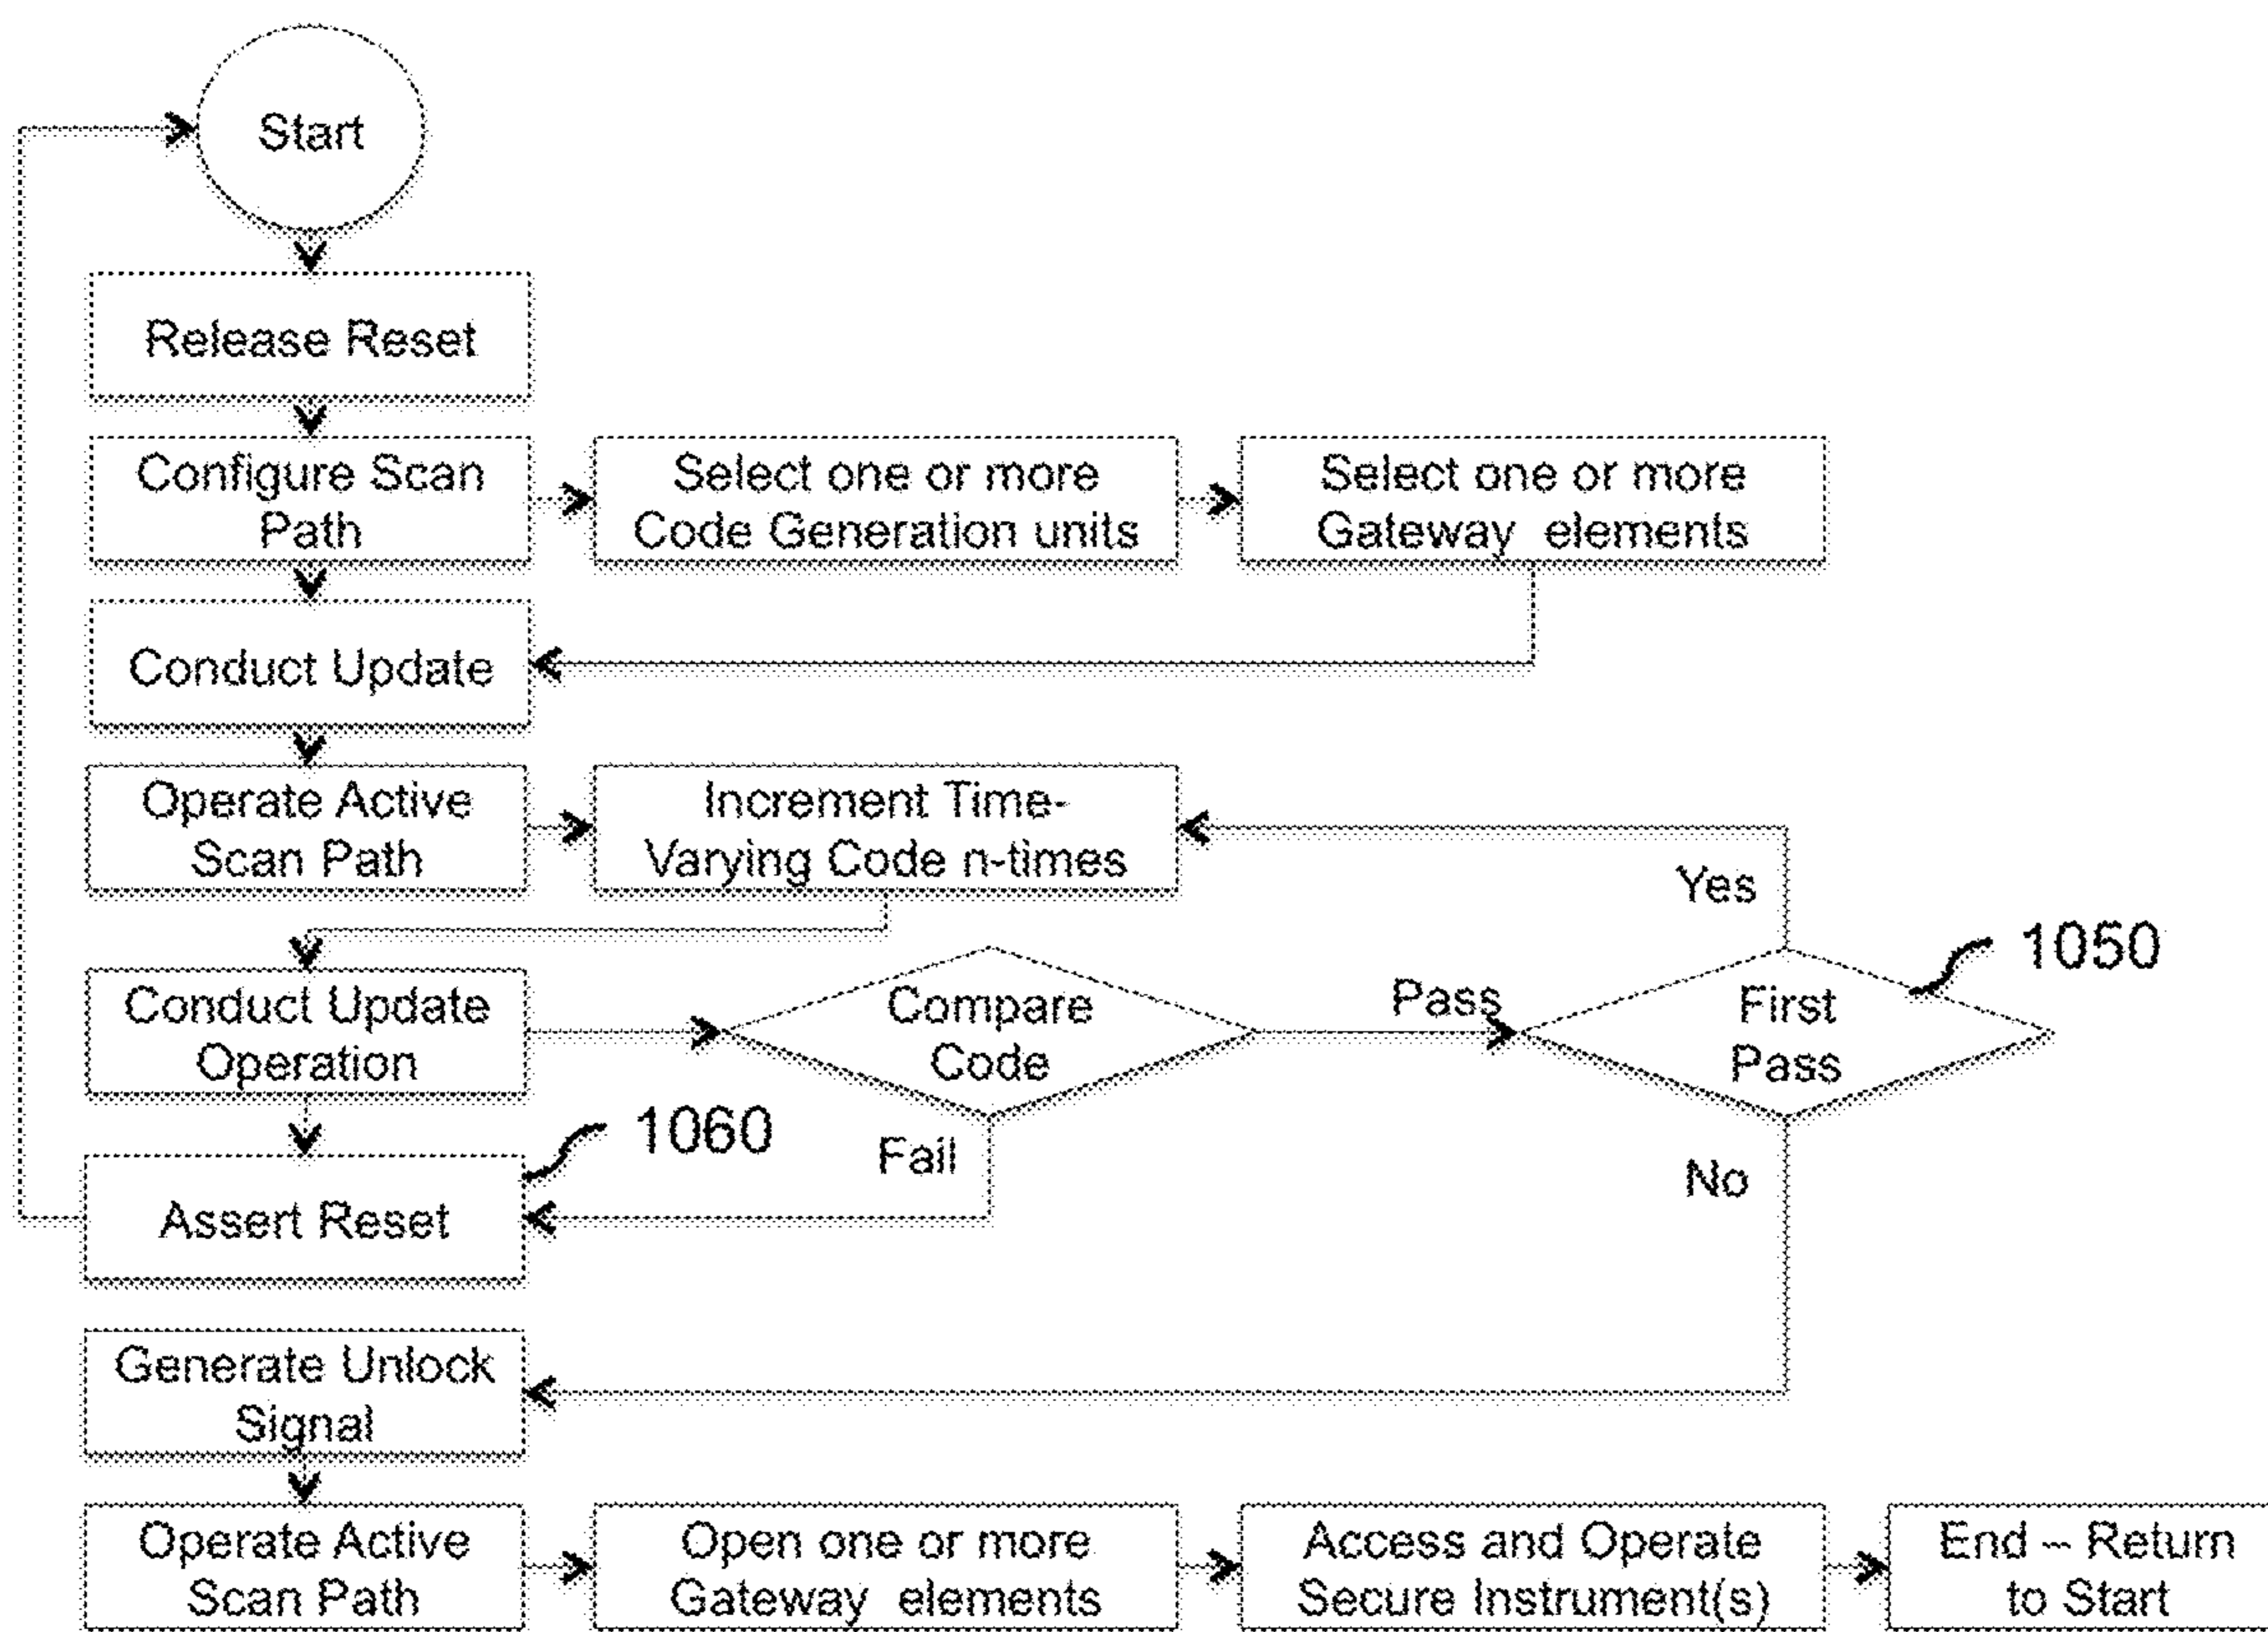 Start
Release Reset
Configure Scan
Path
Select one or more
Code Generation units
Select one or more
Gateway elements
Conduct Update
Operate Active
Scan Path
Increment Time-
Varying Code n-times
Yes
1050
Conduct Update
Operation
Compare
Code
Pass
First
Pass
1060
Fail
No
Assert Reset
Generate Unlock
Signal
Operate Active
Scan Path
Open one or more
Gateway elements
Access and Operate
Secure Instrument(s)
End – Return
to Start